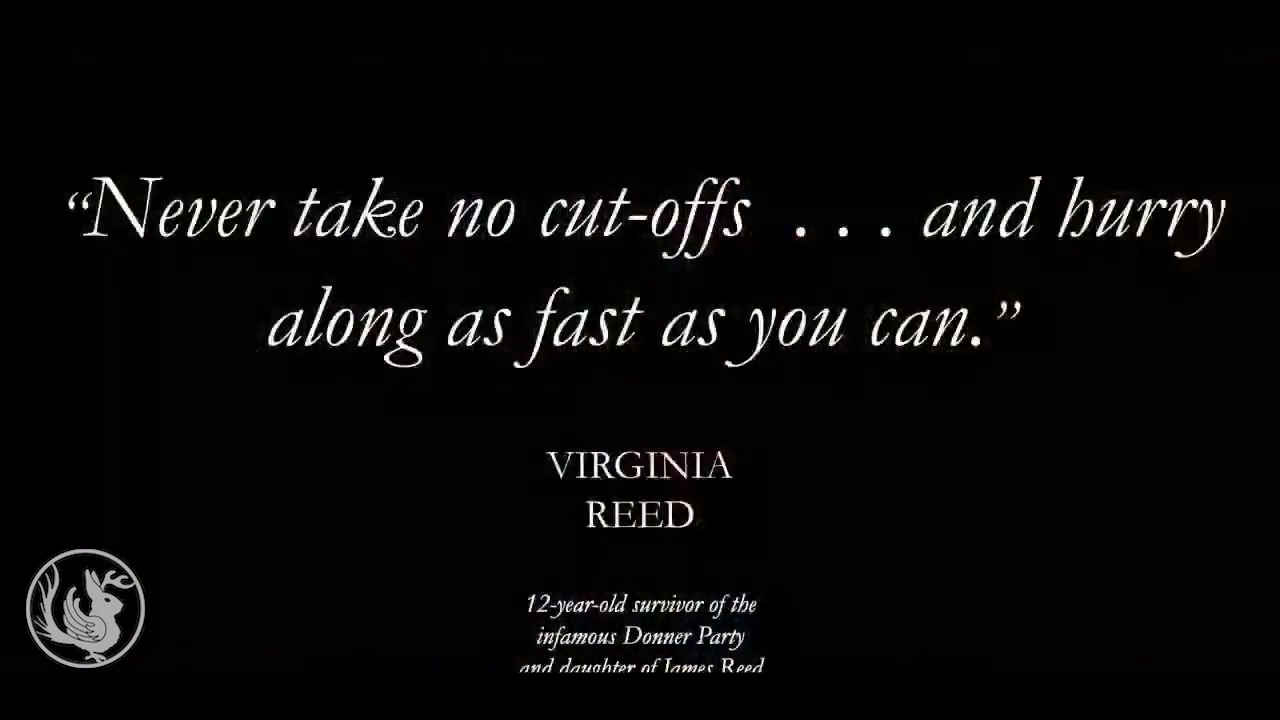 “Never take no cut-offs . . . and hurry
along as fast as you can.”
VIRGINIA
REED
12-year-old survivor of the
infamous Donner Party
and daughter of James Reed